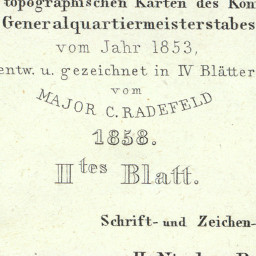 topographischen Karten des
Generalquartiermeisterstabes
vom Jahr 1853,
entw. u. gezeichnet in IV Blätter
vom
MAJOR C. RADEFELD
1858.
IItes Blatt.
Schrift- und Zeichen-